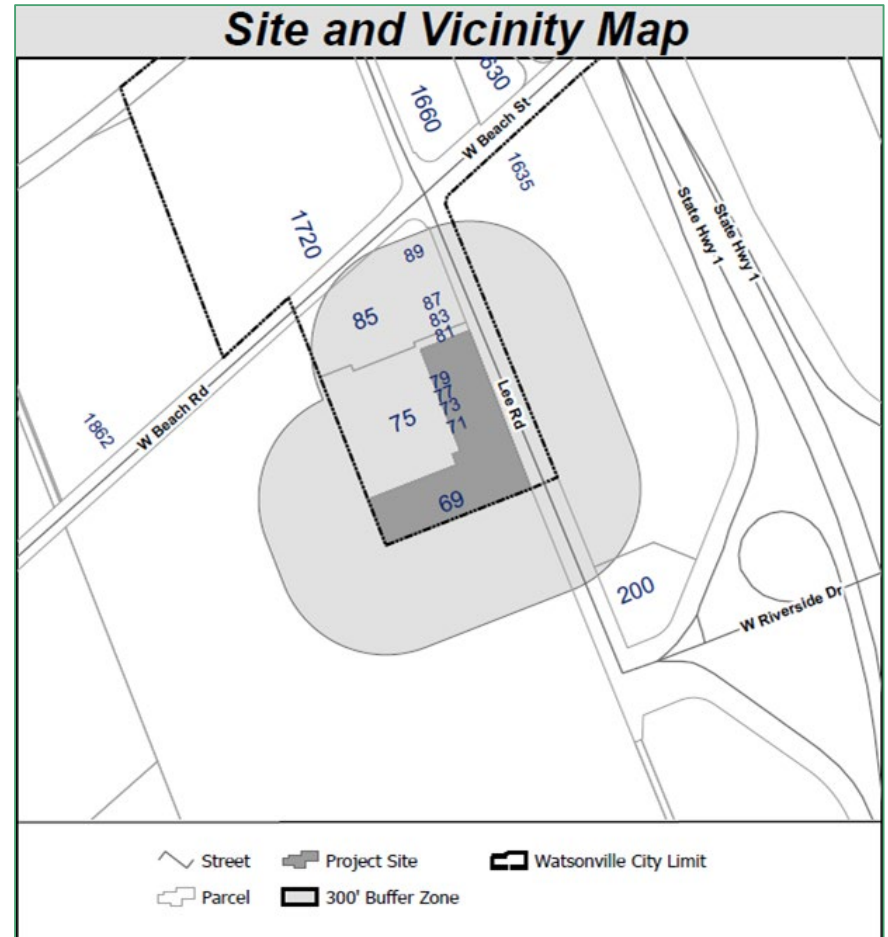 Site and Vicinity Map
630
1660
W Beach St
1635
1720
State Hwy 1
State Hwy 1
89
87
85
83
81
79
77
75
73
71
Lee Rd
1862
W Beach Rd
69
200
W Riverside Dr
Street
Project Site
Watsonville City Limit
Parcel
300' Buffer Zone